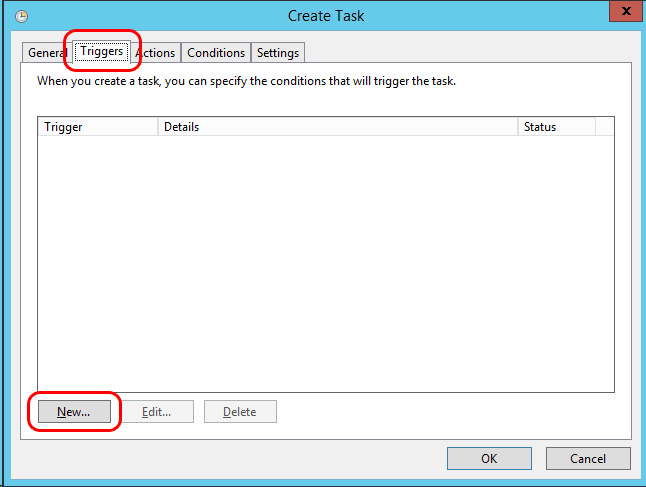 Create Task
General Triggers Actions Conditions Settings
When you create a task, you can specify the conditions that will trigger the task.
Trigger Details Status
New... Edit... Delete
OK Cancel